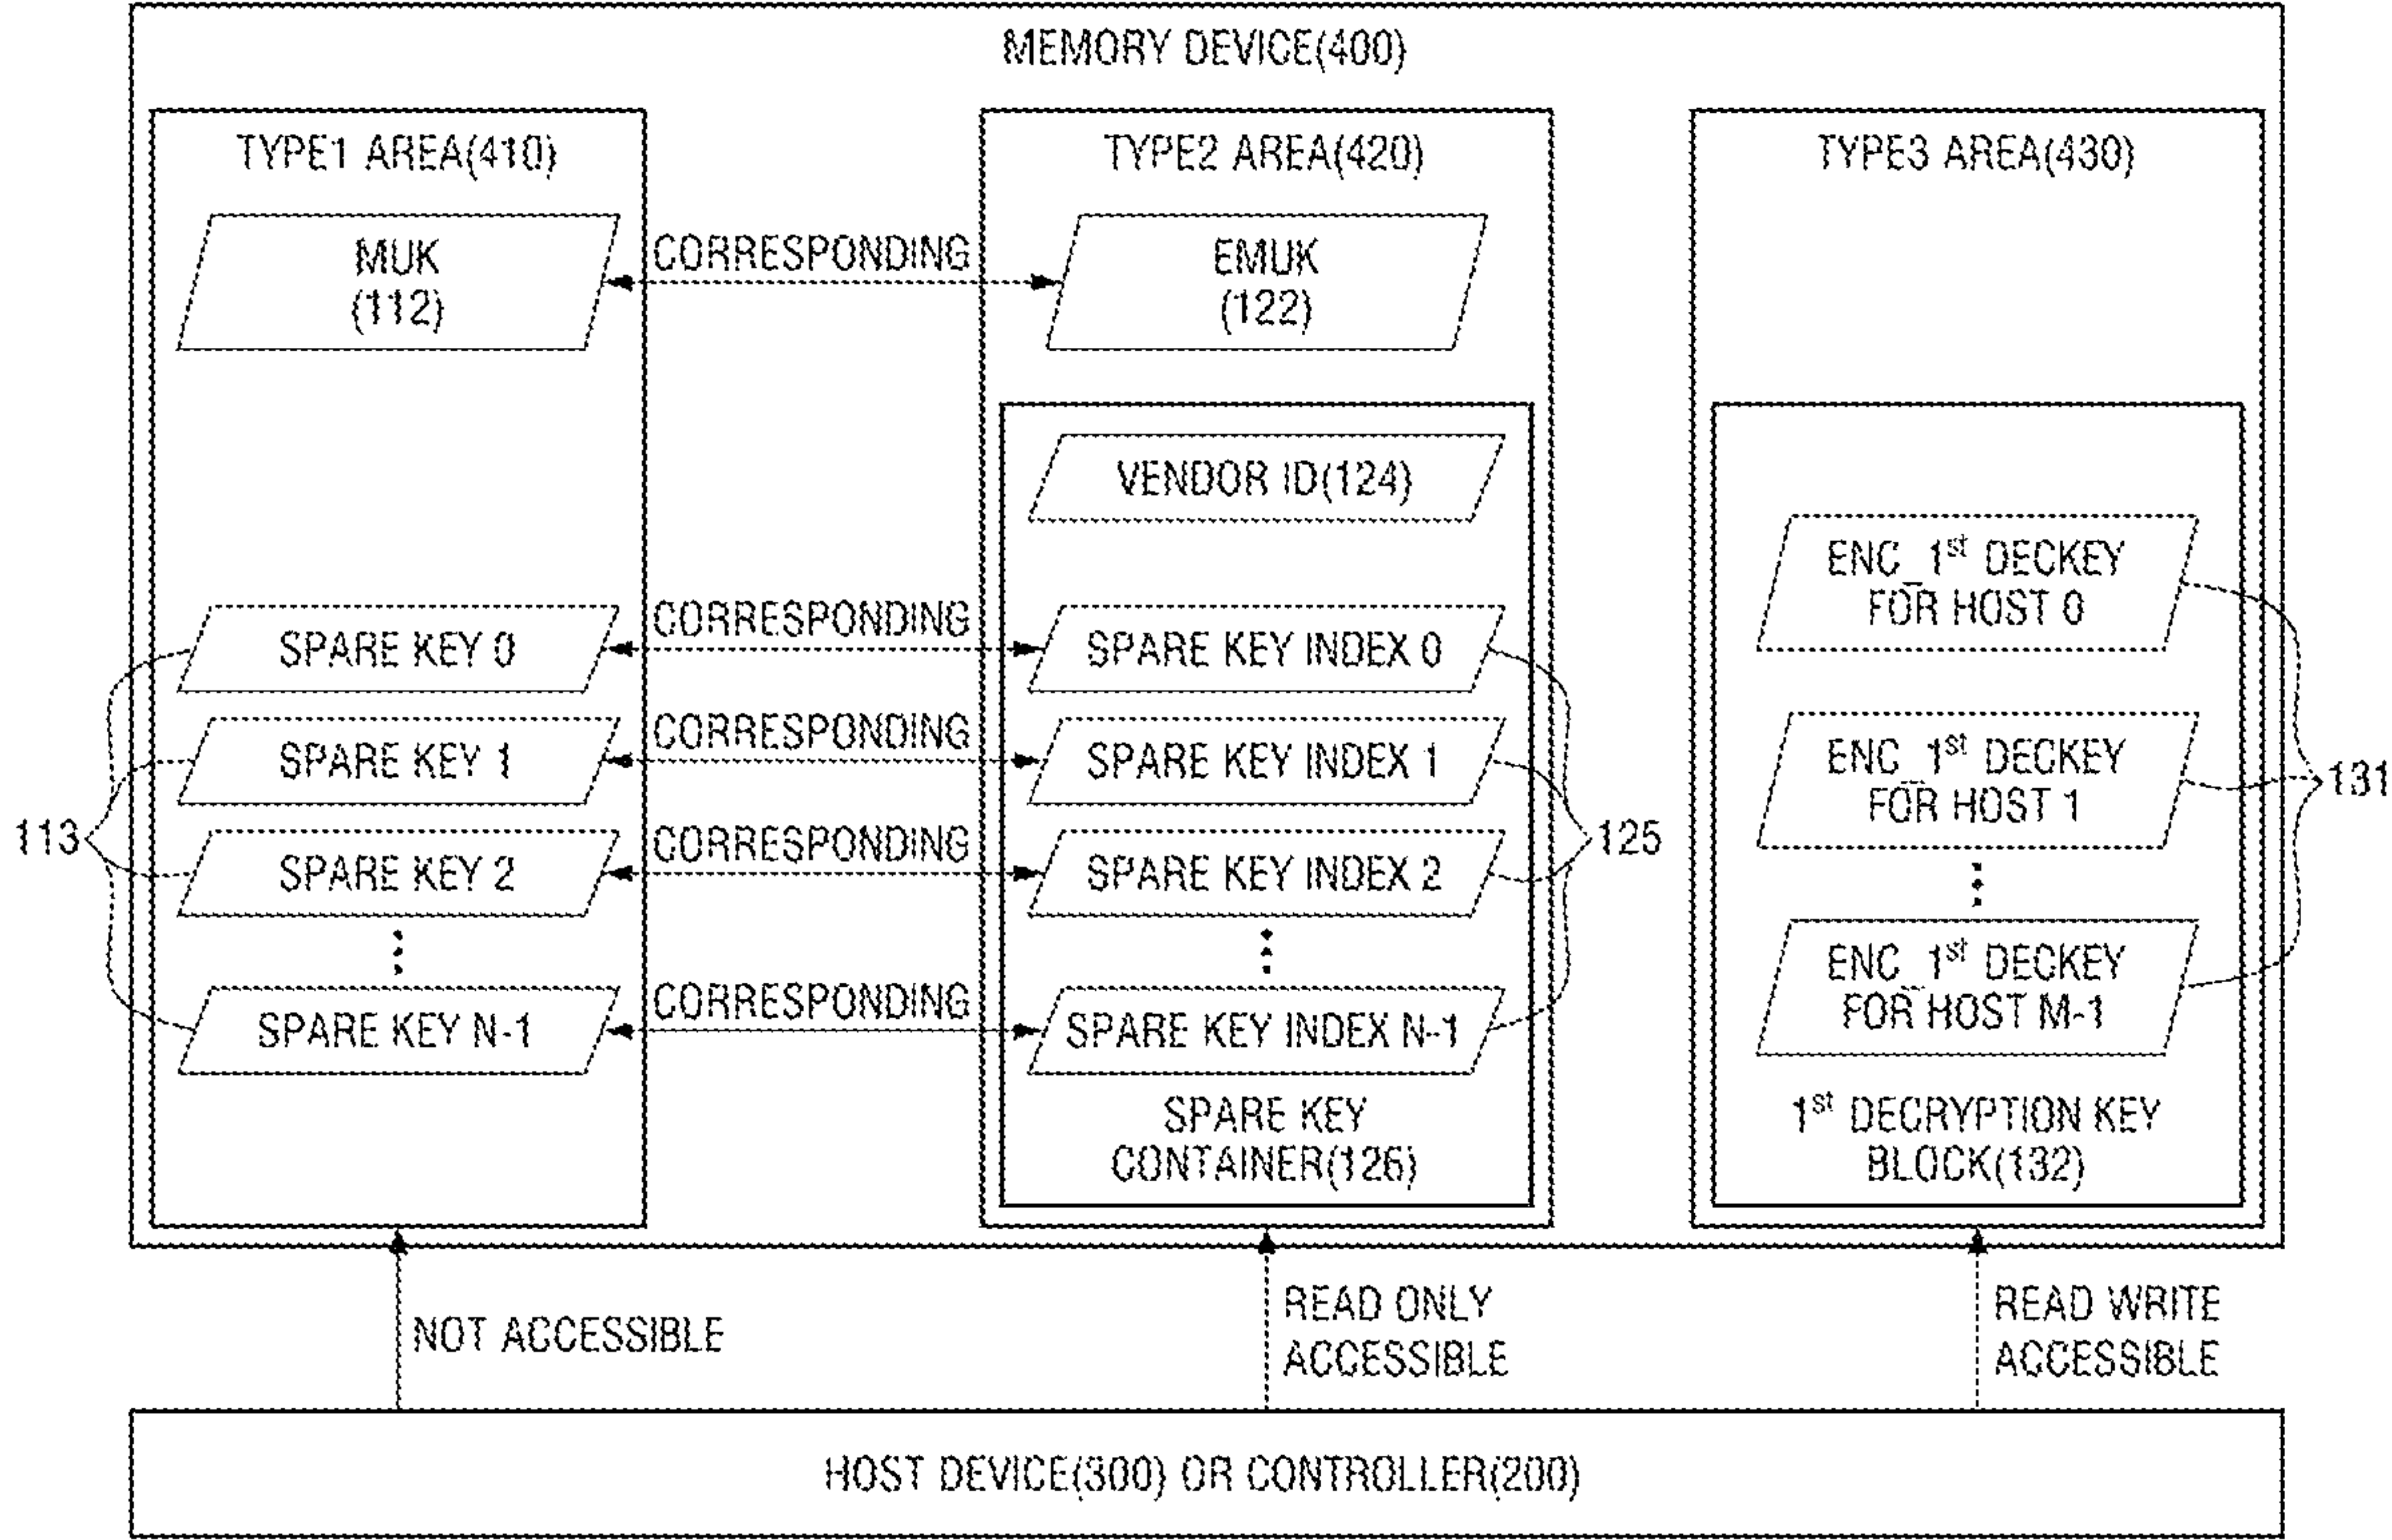 MEMORY DEVICE(400)
TYPE1 AREA(410)
MUK
(112)
SPARE KEY 0
SPARE KEY 1
SPARE KEY 2
SPARE KEY N-1
113
CORRESPONDING
CORRESPONDING
CORRESPONDING
CORRESPONDING
CORRESPONDING
TYPE2 AREA(420)
EMUK
(122)
VENDOR ID(124)
SPARE KEY INDEX 0
SPARE KEY INDEX 1
SPARE KEY INDEX 2
SPARE KEY INDEX N-1
SPARE KEY
CONTAINER(126)
125
TYPE3 AREA(430)
ENC_1st DECKEY
FOR HOST 0
ENC_1st DECKEY
FOR HOST 1
ENC_1st DECKEY
FOR HOST M-1
1st DECRYPTION KEY
BLOCK(132)
131
NOT ACCESSIBLE
READ ONLY
ACCESSIBLE
READ WRITE
ACCESSIBLE
HOST DEVICE(300) OR CONTROLLER(200)